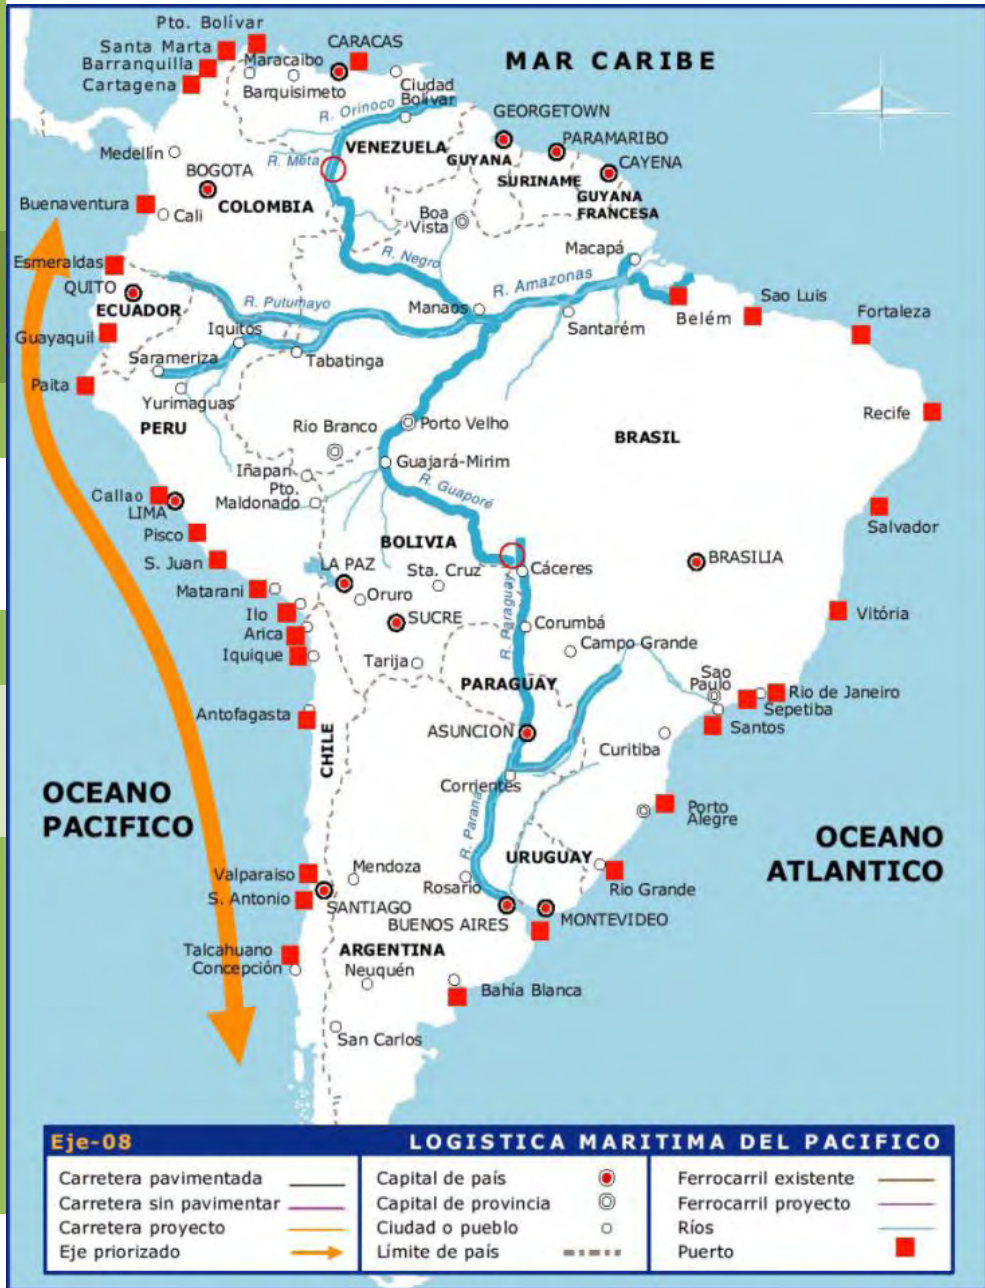 Pto. Bolívar
Santa Marta
Barranquilla
Cartagena
Maracaibo
Barquisimeto
CARACAS
Ciudad
Bolívar
MAR CARIBE
R. Orinoco
GEORGETOWN
PARAMARIBO
CAYENA
Medellín
R. Meta
VENEZUELA
GUYANA
SURINAME
GUYANA
FRANCESA
BOGOTA
Buenaventura
Cali
COLOMBIA
Boa
Vista
Macapá
Esmeraldas
QUITO
ECUADOR
R. Negro
R. Amazonas
R. Putumayo
Manaos
Belém
Sao Luis
Fortaleza
Guayaquil
Iquitos
Santarém
Sarameriza
Tabatinga
Paita
Yurimaguas
PERU
Rio Branco
Porto Velho
BRASIL
Recife
Iñapari
Guajará-Mirim
Pto.
Maldonado
R. Guaporé
Callao
LIMA
Salvador
Pisco
BOLIVIA
S. Juan
LA PAZ
Sta. Cruz
Cáceres
BRASILIA
Matarani
Oruro
Ilo
SUCRE
R. Paraguay
Corumbá
Vitória
Arica
Campo Grande
Iquique
Tarija
PARAGUAY
Sao
Paulo
Rio de Janeiro
Sepetiba
Santos
Antofagasta
CHILE
ASUNCION
Curitiba
Corrientes
OCEANO
PACIFICO
R. Paraná
Porto
Alegre
OCEANO
ATLANTICO
URUGUAY
Valparaiso
Mendoza
Rosario
Rio Grande
S. Antonio
SANTIAGO
BUENOS AIRES
MONTEVIDEO
Talcahuano
Concepción
ARGENTINA
Neuquén
Bahía Blanca
San Carlos
Eje-08
LOGISTICA MARITIMA DEL PACIFICO
Carretera pavimentada
Carretera sin pavimentar
Carretera proyecto
Eje priorizado
Capital de país
Capital de provincia
Ciudad o pueblo
Límite de país
Ferrocarril existente
Ferrocarril proyecto
Ríos
Puerto